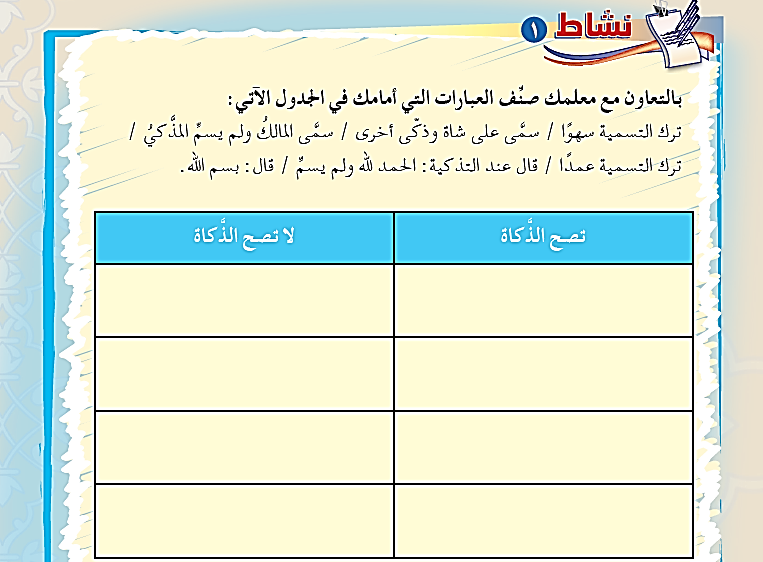 نشاط ١
بالتعاون مع معلمك صنِّف العبارات التي أمامك في الجدول الآتي:
ترك التسمية سهوًا / سمَّى على شاة وذكّى أخرى / سمَّى المالكُ ولم يسمِّ المذَّكيُ /
ترك التسمية عمدًا / قال عند التذكية: الحمد لله ولم يسمِّ / قال: بسم الله.
تصح الذَّكاة
لا تصح الذَّكاة